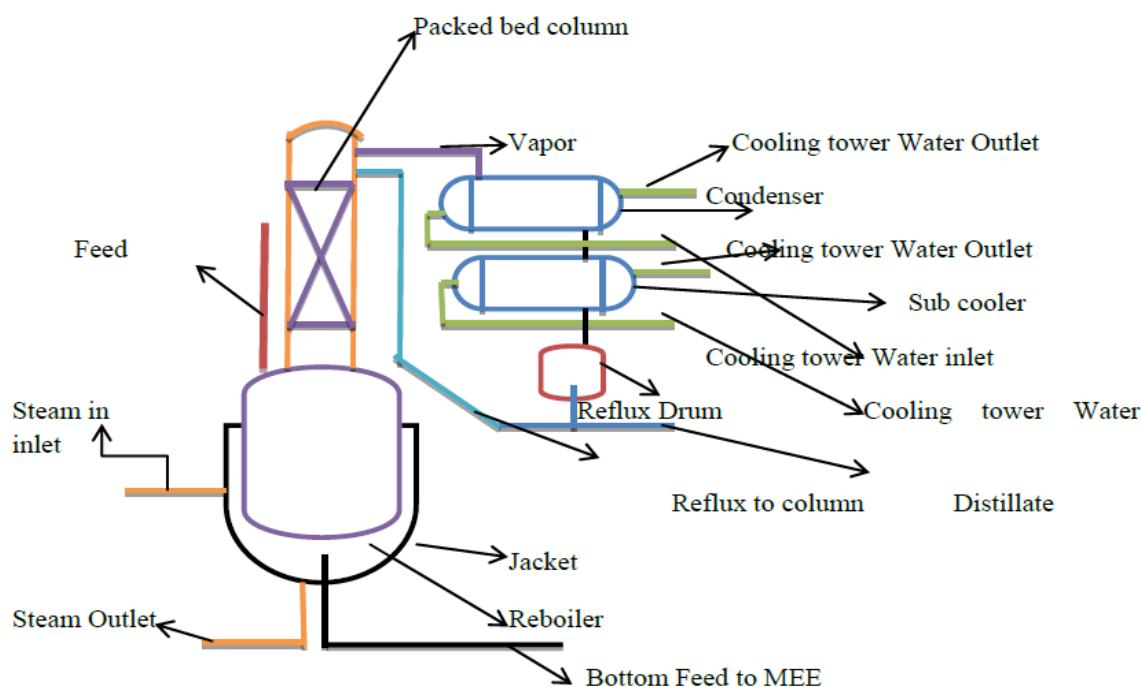 Packed bed column
Vapor
Cooling tower Water Outlet
Condenser
Feed
Cooling tower Water Outlet
Sub cooler
Cooling tower Water inlet
Steam in
inlet
Reflux Drum
Cooling tower Water
Reflux to column
Distillate
Jacket
Steam Outlet
Reboiler
Bottom Feed to MEE